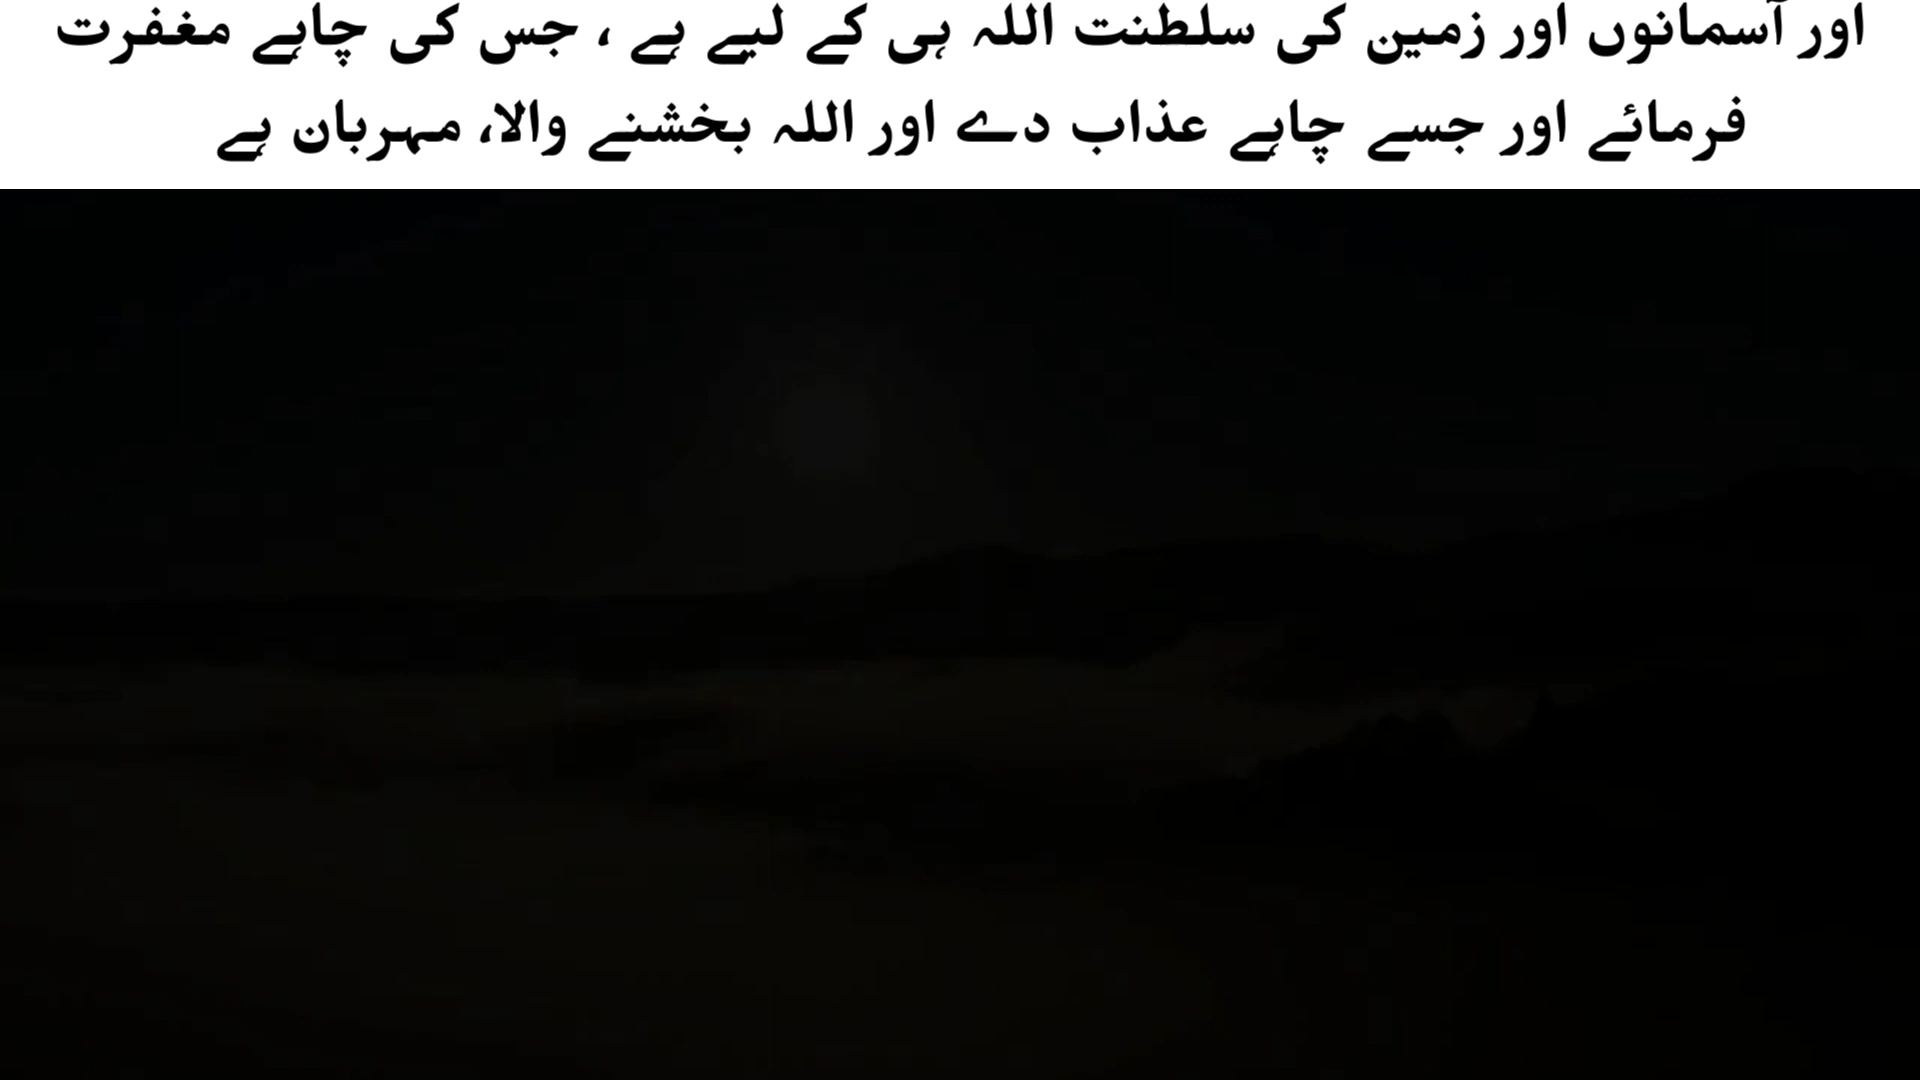 اور آسمانوں اور زمین کی سلطنت اللہ ہی کے لیے ہے ، جس کی چاہے مغفرت
فرمائے اور جسے چاہے عذاب دے اور اللہ بخشنے والا، مہربان ہے